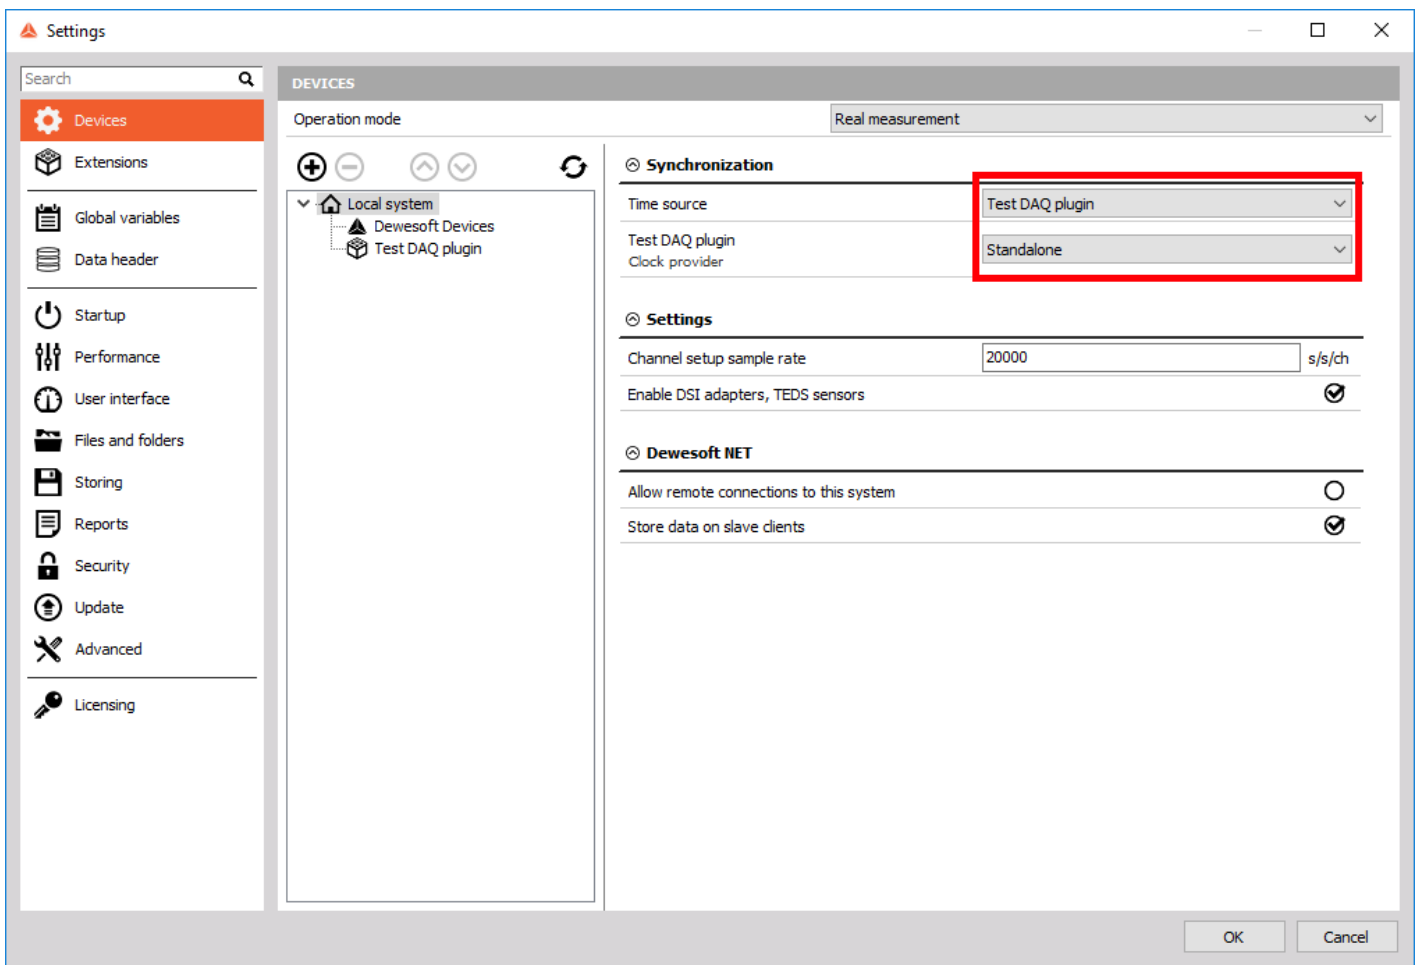 Settings
Search
Devices
Extensions
Global variables
Data header
Startup
Performance
User interface
Files and folders
Storing
Reports
Security
Update
Advanced
Licensing
DEVICES
Operation mode
Real measurement
Local system
Dewesoft Devices
Test DAQ plugin
Synchronization
Time source
Test DAQ plugin
Test DAQ plugin
Clock provider
Standalone
Settings
Channel setup sample rate
20000
s/s/ch
Enable DSI adapters, TEDS sensors
Dewesoft NET
Allow remote connections to this system
Store data on slave clients
OK
Cancel